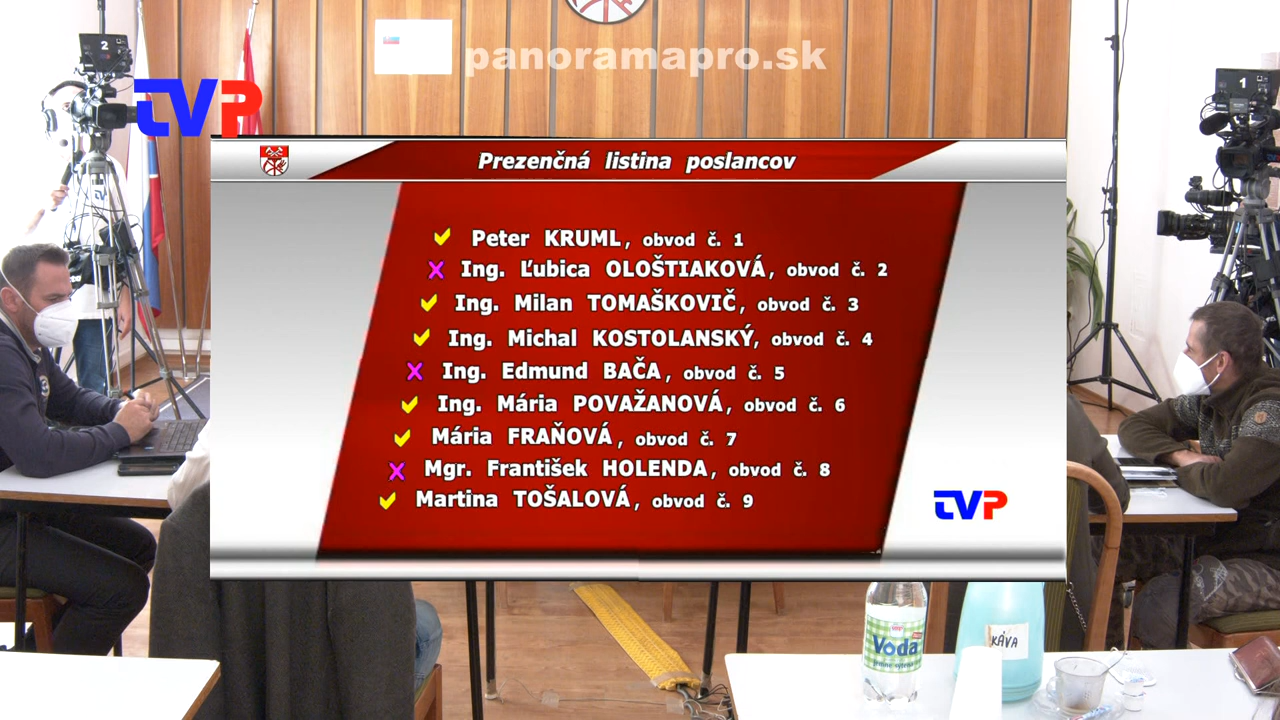 panoramapro.sk
2
TVP
1
Prezenčná listina poslancov
Peter KRUML, obvod č. 1
Ing. Ľubica OLOŠTIAKOVÁ, obvod č. 2
Ing. Milan TOMAŠKOVIČ, obvod č. 3
Ing. Michal KOSTOLANSKÝ, obvod č. 4
Ing. Edmund BAČA, obvod č. 5
Ing. Mária POVAŽANOVÁ, obvod č. 6
Mária FRAŇOVÁ, obvod č. 7
Mgr. František HOLENDA, obvod č. 8
Martina TOŠALOVÁ, obvod č. 9
TVP
Voda
KÁVA